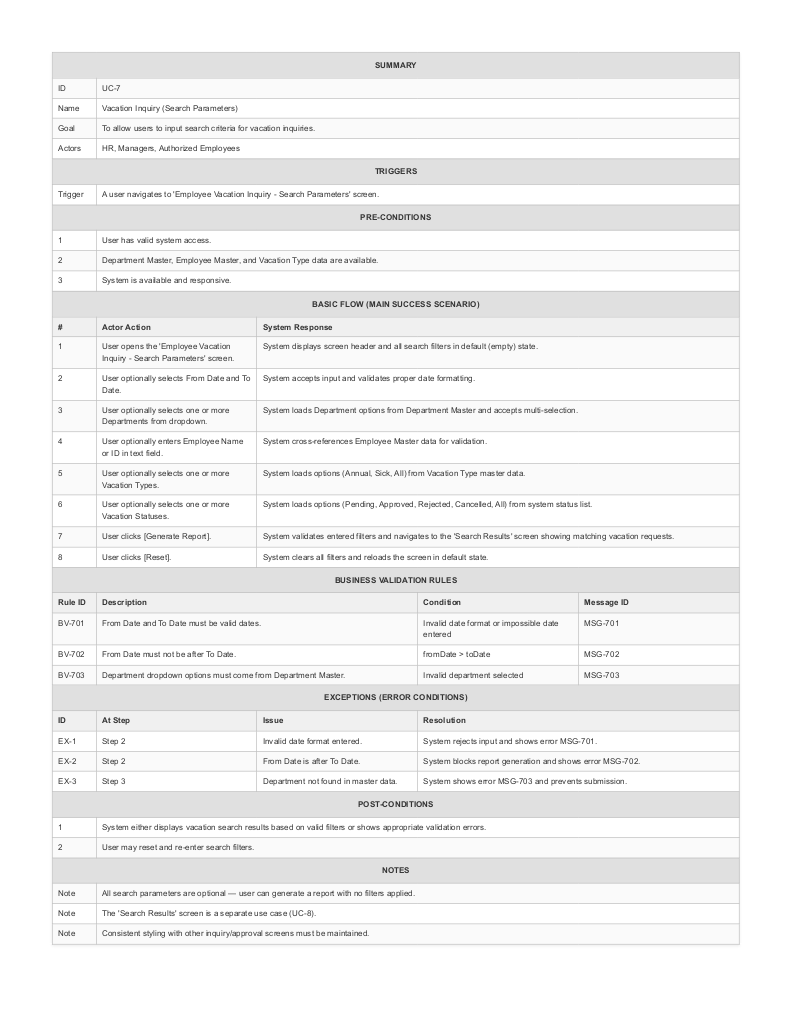 SUMMARY
ID UC-7
Name Vacation Inquiry (Search Parameters)
Goal To allow users to input search criteria for vacation inquiries.
Actors HR, Managers, Authorized Employees
TRIGGERS
Trigger A user navigates to 'Employee Vacation Inquiry - Search Parameters' screen.
PRE-CONDITIONS
1 User has valid system access.
2 Department Master, Employee Master, and Vacation Type data are available.
3 System is available and responsive.
BASIC FLOW (MAIN SUCCESS SCENARIO)
# Actor Action System Response
1 User opens the 'Employee Vacation System displays screen header and all search filters in default (empty) state.
Inquiry - Search Parameters' screen.
2 User optionally selects From Date and To System accepts input and validates proper date formatting.
Date.
3 User optionally selects one or more System loads Department options from Department Master and accepts multi-selection.
Departments from dropdown.
4 User optionally enters Employee Name System cross-references Employee Master data for validation.
or ID in text field.
5 User optionally selects one or more System loads options (Annual, Sick, All) from Vacation Type master data.
Vacation Types.
6 User optionally selects one or more System loads options (Pending, Approved, Rejected, Cancelled, All) from system status list.
Vacation Statuses.
7 User clicks [Generate Report]. System validates entered filters and navigates to the 'Search Results' screen showing matching vacation requests.
8 User clicks [Reset]. System clears all filters and reloads the screen in default state.
BUSINESS VALIDATION RULES
Rule ID Description Condition Message ID
BV-701 From Date and To Date must be valid dates. Invalid date format or impossible date MSG-701
entered
BV-702 From Date must not be after To Date. fromDate > toDate MSG-702
BV-703 Department dropdown options must come from Department Master. Invalid department selected MSG-703
EXCEPTIONS (ERROR CONDITIONS)
ID At Step Issue Resolution
EX-1 Step 2 Invalid date format entered. System rejects input and shows error MSG-701.
EX-2 Step 2 From Date is after To Date. System blocks report generation and shows error MSG-702.
EX-3 Step 3 Department not found in master data. System shows error MSG-703 and prevents submission.
POST-CONDITIONS
1 System either displays vacation search results based on valid filters or shows appropriate validation errors.
2 User may reset and re-enter search filters.
NOTES
Note All search parameters are optional — user can generate a report with no filters applied.
Note The 'Search Results' screen is a separate use case (UC-8).
Note Consistent styling with other inquiry/approval screens must be maintained.